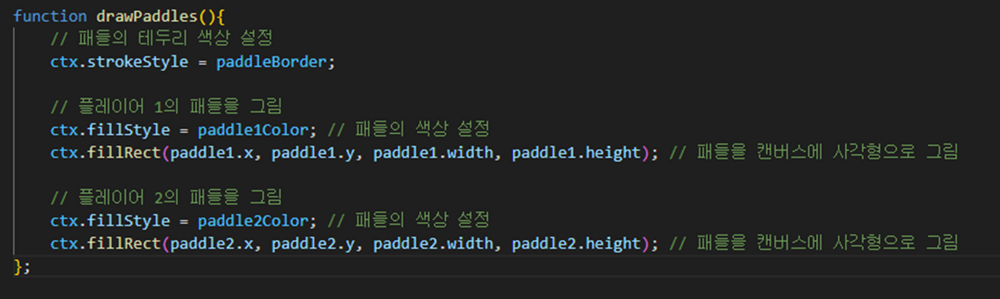 function drawPaddles(){
// 패들의 테두리 색상 설정
ctx.strokeStyle = paddleBorder;
// 플레이어 1의 패들을 그림
ctx.fillStyle = paddle1Color; // 패들의 색상 설정
ctx.fillRect(paddle1.x, paddle1.y, paddle1.width, paddle1.height); // 패들을 캔버스에 사각형으로 그림
// 플레이어 2의 패들을 그림
ctx.fillStyle = paddle2Color; // 패들의 색상 설정
ctx.fillRect(paddle2.x, paddle2.y, paddle2.width, paddle2.height); // 패들을 캔버스에 사각형으로 그림
};